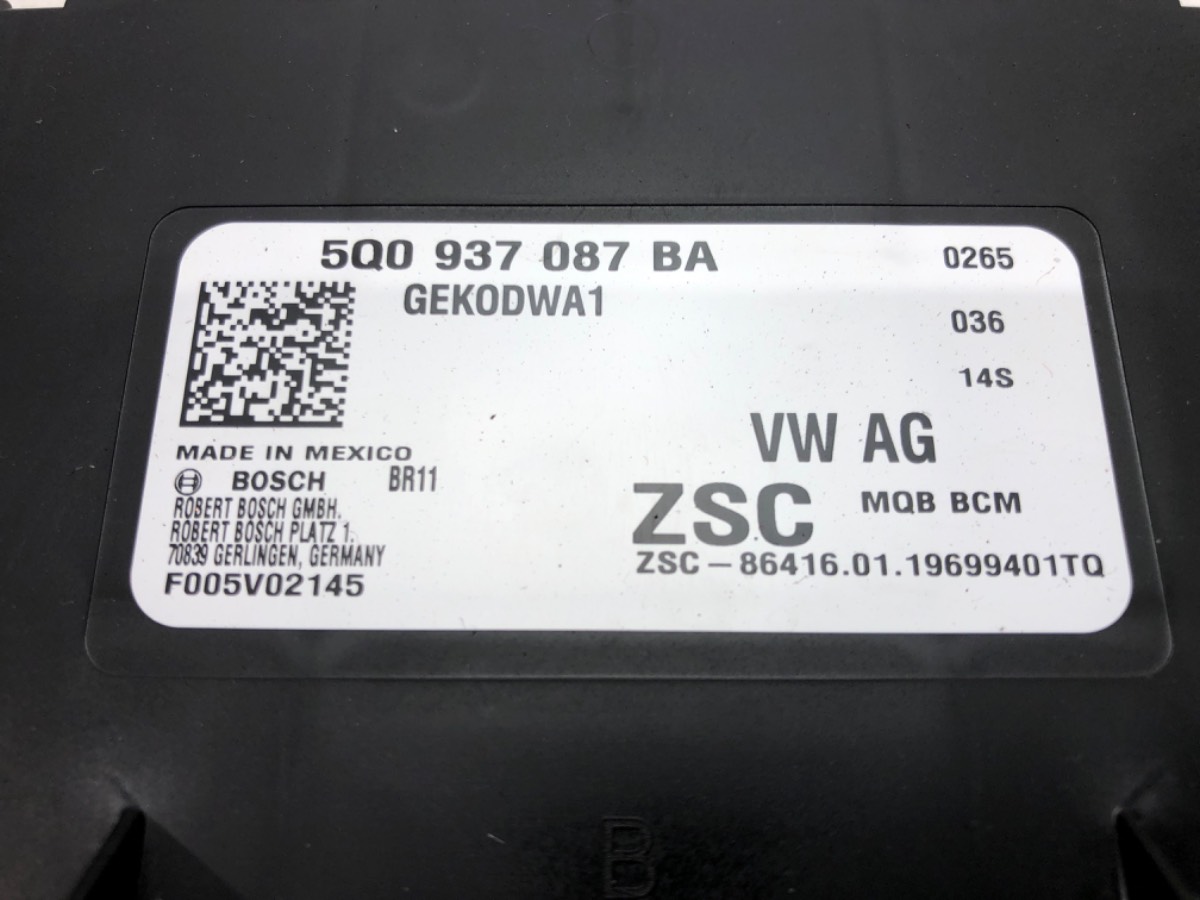 5Q0 937 087 BA 0265
GEKODWA1
036
14S
VW AG
MADE IN MEXICO
BOSCH BR11
ROBERT BOSCH GMBH.
ROBERT BOSCH PLATZ 1.
70839 GERLINGEN, GERMANY
F005V02145
ZSC MQB BCM
ZSC-86416.01.19699401TQ
B